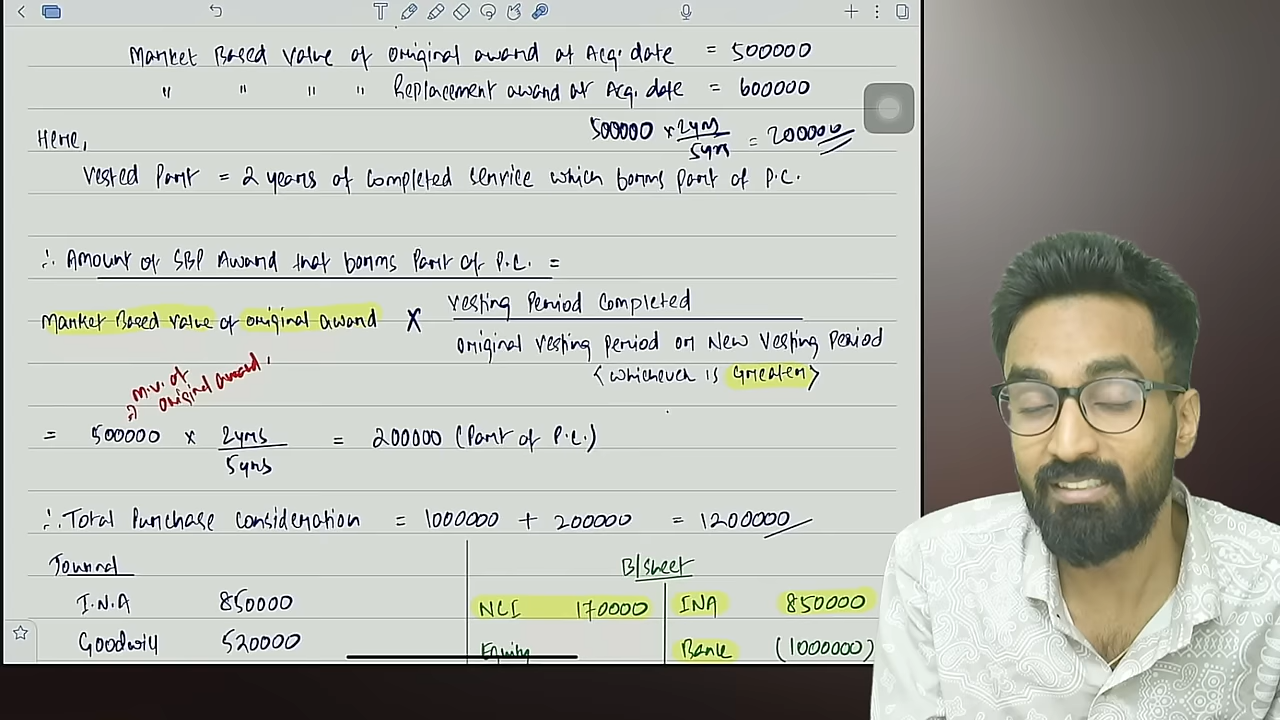 Market Based value of original award at Acq. date = 500000
" " " " Replacement award at Acq. date = 600000
500000 x 2yrs / 5yrs = 200000
Here,
Vested Part = 2 years of completed service which forms part of P.C.
∴ Amount of SBP Award that forms Part of P.C. =
Market Based value of original award X Vesting Period Completed
original vesting period or New Vesting Period
< whichever is Greater >
m.v. of
original award
= 500000 x 2yrs / 5yrs = 200000 (Part of P.C.)
∴ Total Purchase consideration = 1000000 + 200000 = 1200000
Journal
B/sheet
I.N.A 850000
NCI 170000
INA 850000
Goodwill 520000
Equity
Bank (1000000)